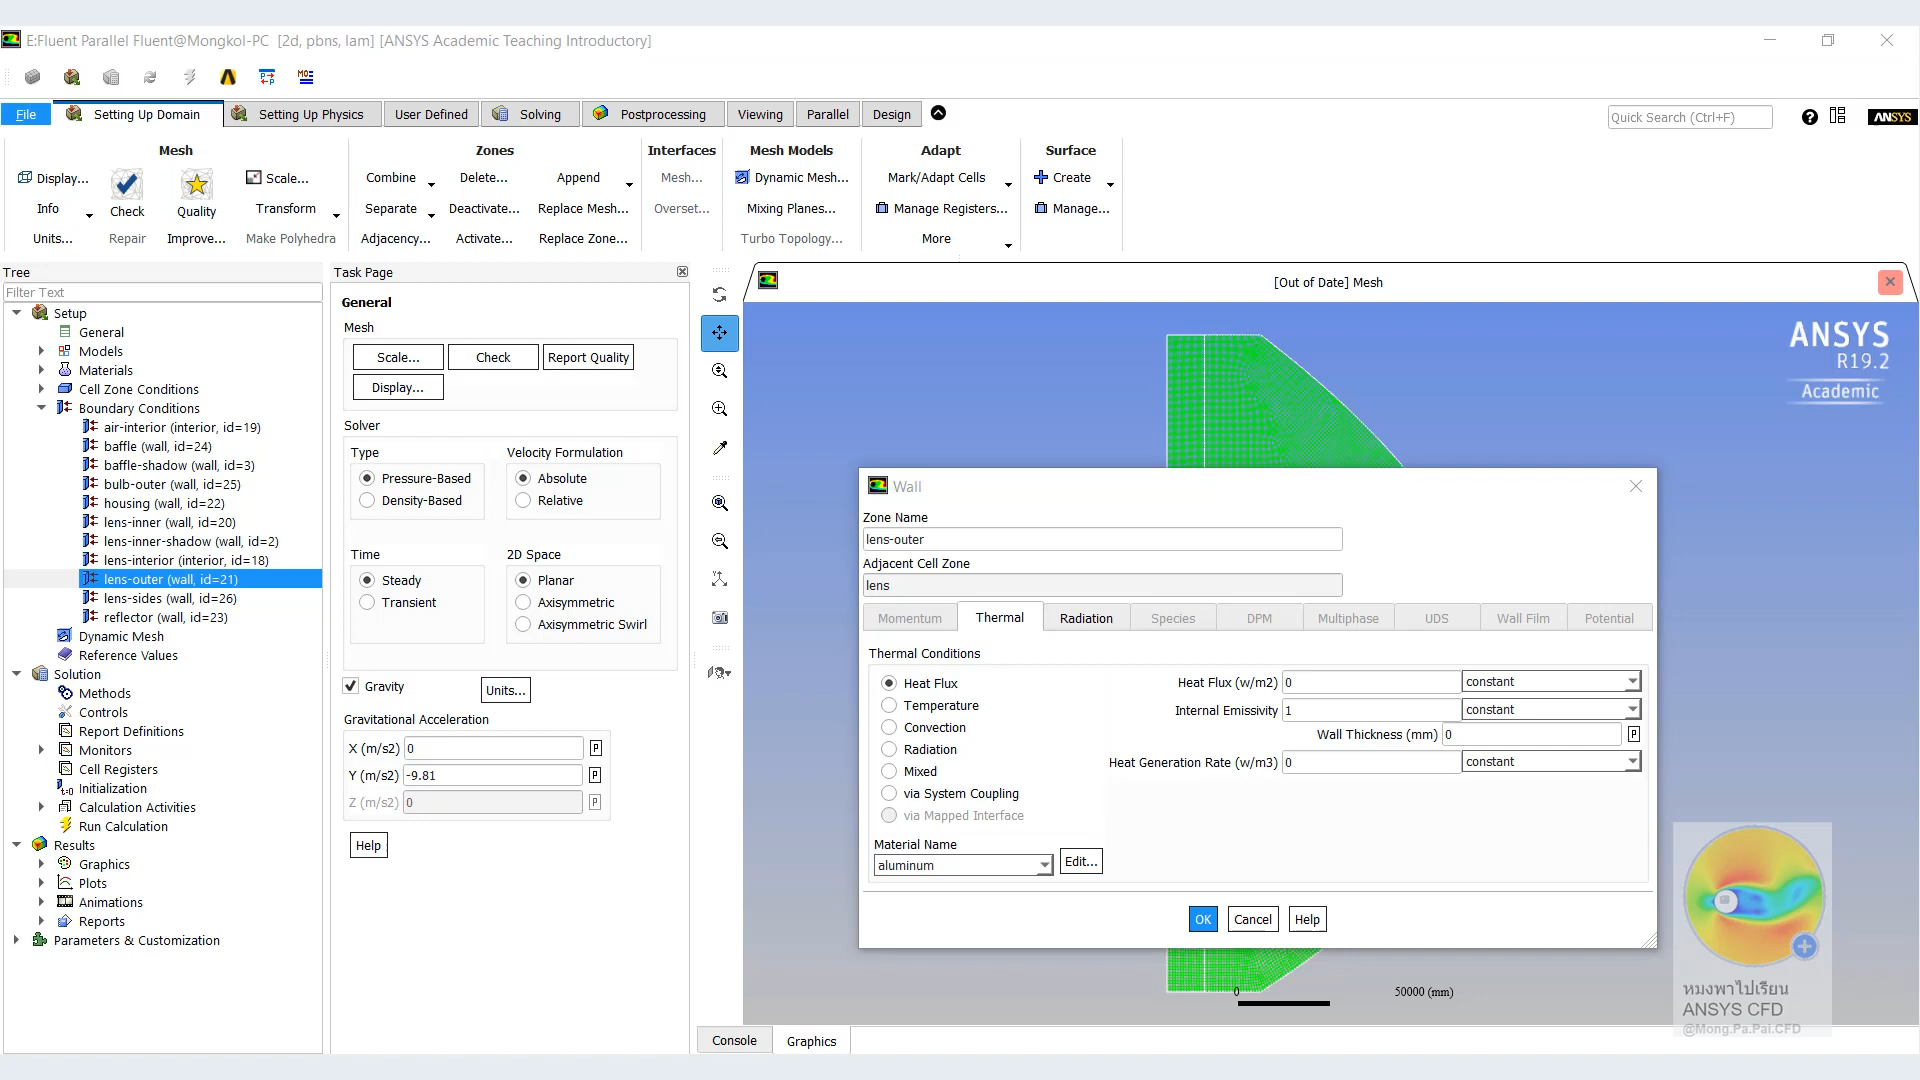 E:Fluent Parallel Fluent@Mongkol-PC [2d, pbns, lam] [ANSYS Academic Teaching Introductory]
File
Setting Up Domain
Setting Up Physics
User Defined
Solving
Postprocessing
Viewing
Parallel
Design
Quick Search (Ctrl+F)
ANSYS
Mesh
Zones
Interfaces
Mesh Models
Adapt
Surface
Display...
Check
Quality
Scale...
Combine
Delete...
Append
Mesh...
Dynamic Mesh...
Mark/Adapt Cells
Create
Info
Transform
Separate
Deactivate...
Replace Mesh...
Overset...
Mixing Planes...
Manage Registers...
Manage...
Units...
Repair
Improve...
Make Polyhedra
Adjacency...
Activate...
Replace Zone...
Turbo Topology...
More
Tree
Filter Text
Setup
General
Models
Materials
Cell Zone Conditions
Boundary Conditions
air-interior (interior, id=19)
baffle (wall, id=24)
baffle-shadow (wall, id=3)
bulb-outer (wall, id=25)
housing (wall, id=22)
lens-inner (wall, id=20)
lens-inner-shadow (wall, id=2)
lens-interior (interior, id=18)
lens-outer (wall, id=21)
lens-sides (wall, id=26)
reflector (wall, id=23)
Dynamic Mesh
Reference Values
Solution
Methods
Controls
Report Definitions
Monitors
Cell Registers
Initialization
Calculation Activities
Run Calculation
Results
Graphics
Plots
Animations
Reports
Parameters & Customization
Task Page
General
Mesh
Scale...
Check
Report Quality
Display...
Solver
Type
Velocity Formulation
Pressure-Based
Absolute
Density-Based
Relative
Time
2D Space
Steady
Planar
Transient
Axisymmetric
Axisymmetric Swirl
Gravity
Units...
Gravitational Acceleration
X (m/s2) 0 P
Y (m/s2) -9.81 P
Z (m/s2) 0 P
Help
[Out of Date] Mesh
ANSYS
R19.2
Academic
Wall
Zone Name
lens-outer
Adjacent Cell Zone
lens
Momentum
Thermal
Radiation
Species
DPM
Multiphase
UDS
Wall Film
Potential
Thermal Conditions
Heat Flux
Temperature
Convection
Radiation
Mixed
via System Coupling
via Mapped Interface
Heat Flux (w/m2) 0 constant
Internal Emissivity 1 constant
Wall Thickness (mm) 0 P
Heat Generation Rate (w/m3) 0 constant
Material Name
aluminum
Edit...
OK
Cancel
Help
0
50000 (mm)
หมงพาไปเรียน
ANSYS CFD
@Mong.Pa.Pai.CFD
Console
Graphics